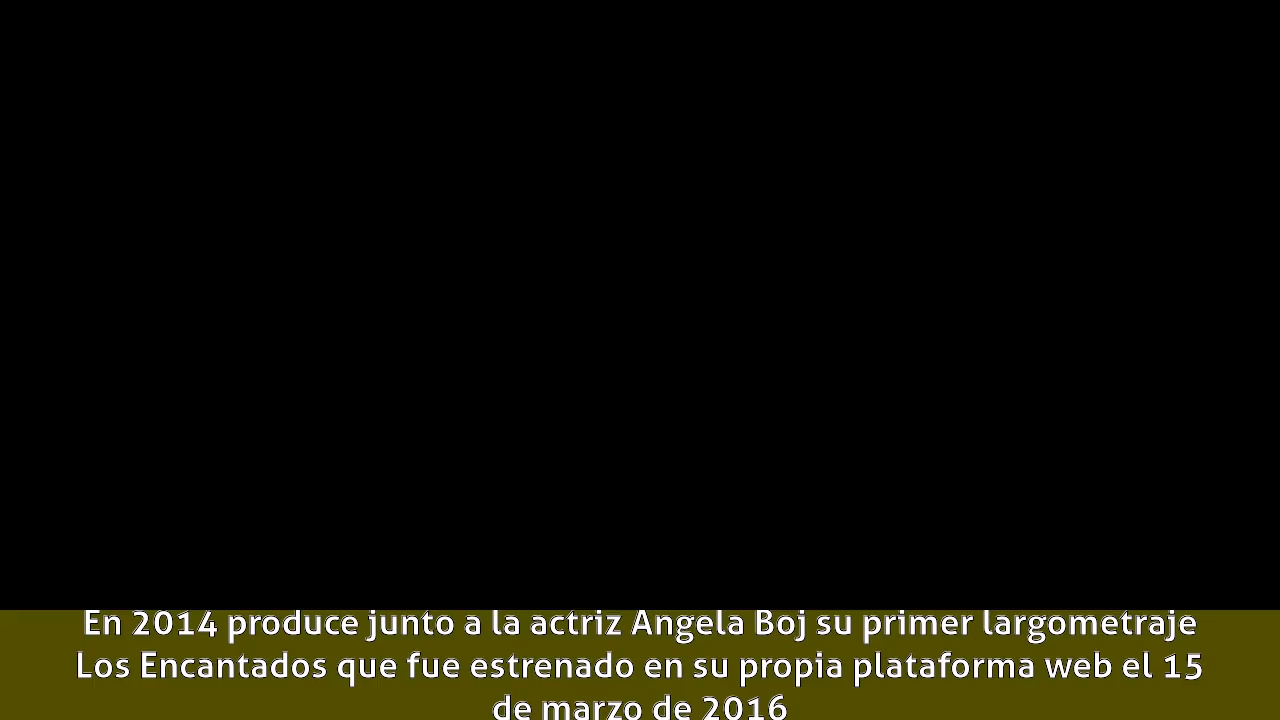 En 2014 produce junto a la actriz Angela Boj su primer largometraje
Los Encantados que fue estrenado en su propia plataforma web el 15
de marzo de 2016